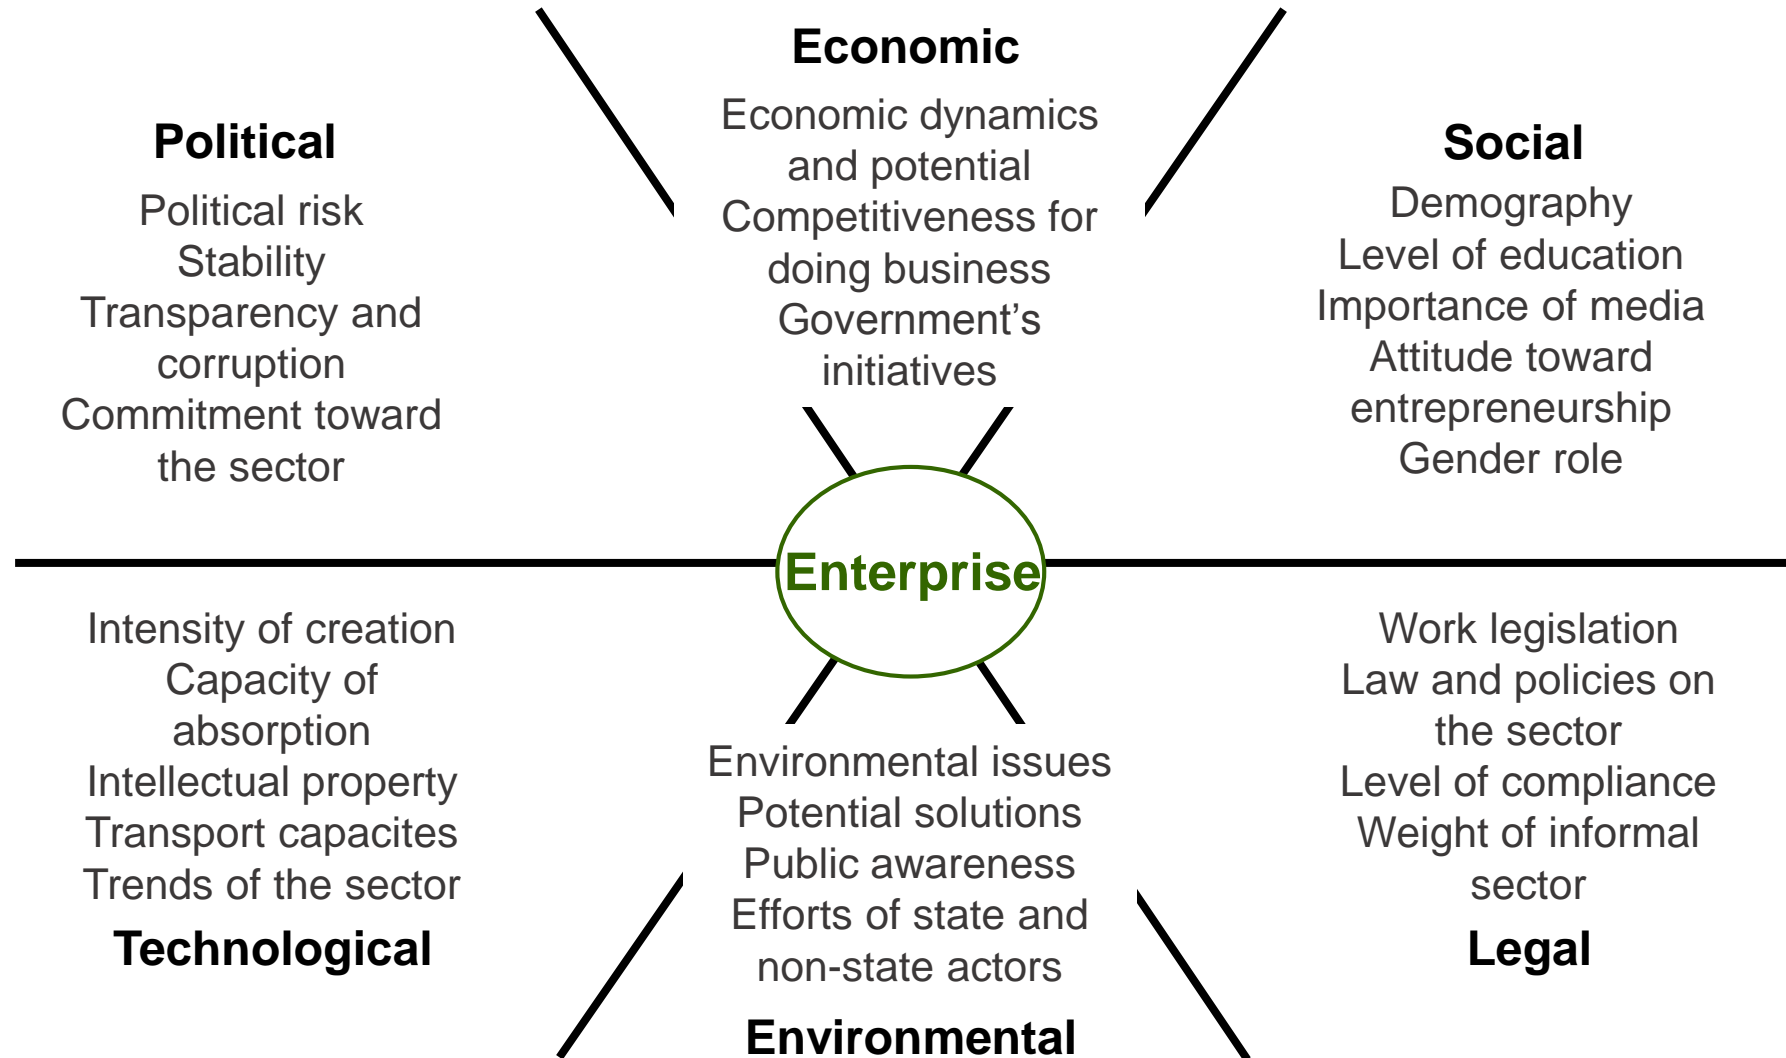 Political
Political risk
Stability
Transparency and
corruption
Commitment toward
the sector
Economic
Economic dynamics
and potential
Competitiveness for
doing business
Government’s
initiatives
Social
Demography
Level of education
Importance of media
Attitude toward
entrepreneurship
Gender role
Enterprise
Intensity of creation
Capacity of
absorption
Intellectual property
Transport capacites
Trends of the sector
Technological
Environmental issues
Potential solutions
Public awareness
Efforts of state and
non-state actors
Environmental
Work legislation
Law and policies on
the sector
Level of compliance
Weight of informal
sector
Legal